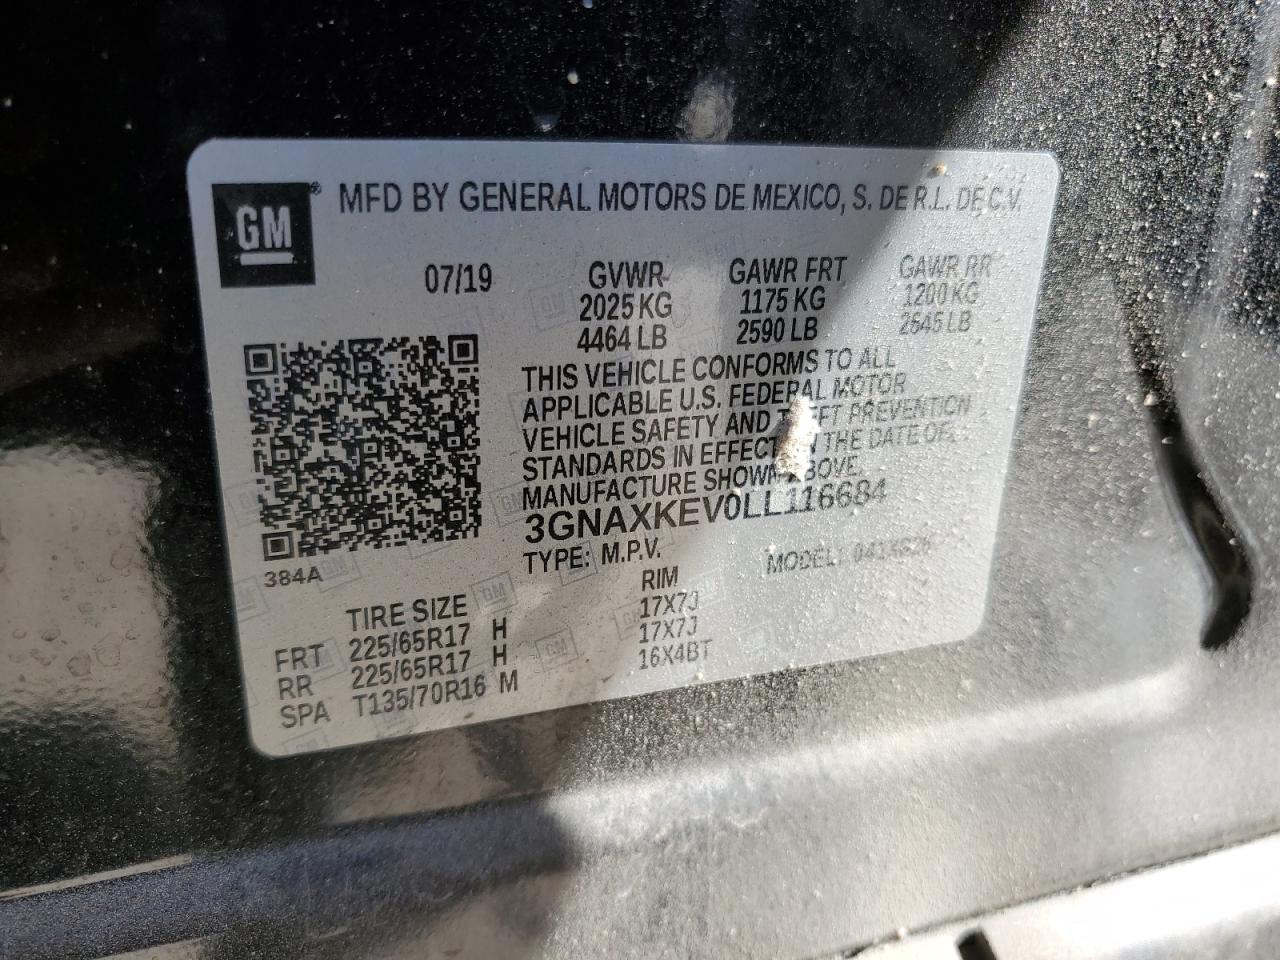 GM ® MFD BY GENERAL MOTORS DE MEXICO, S. DE R.L. DE C.V.
07/19 GVWR GAWR FRT GAWR RR
2025 KG 1175 KG 1200 KG
4464 LB 2590 LB 2645 LB
THIS VEHICLE CONFORMS TO ALL
APPLICABLE U.S. FEDERAL MOTOR
VEHICLE SAFETY AND THEFT PREVENTION
STANDARDS IN EFFECT ON THE DATE OF
MANUFACTURE SHOWN ABOVE.
3GNAXKEV0LL116684
TYPE: M.P.V. MODEL:
384A
TIRE SIZE RIM
FRT 225/65R17 H 17X7J
RR 225/65R17 H 17X7J
SPA T135/70R16 M 16X4BT